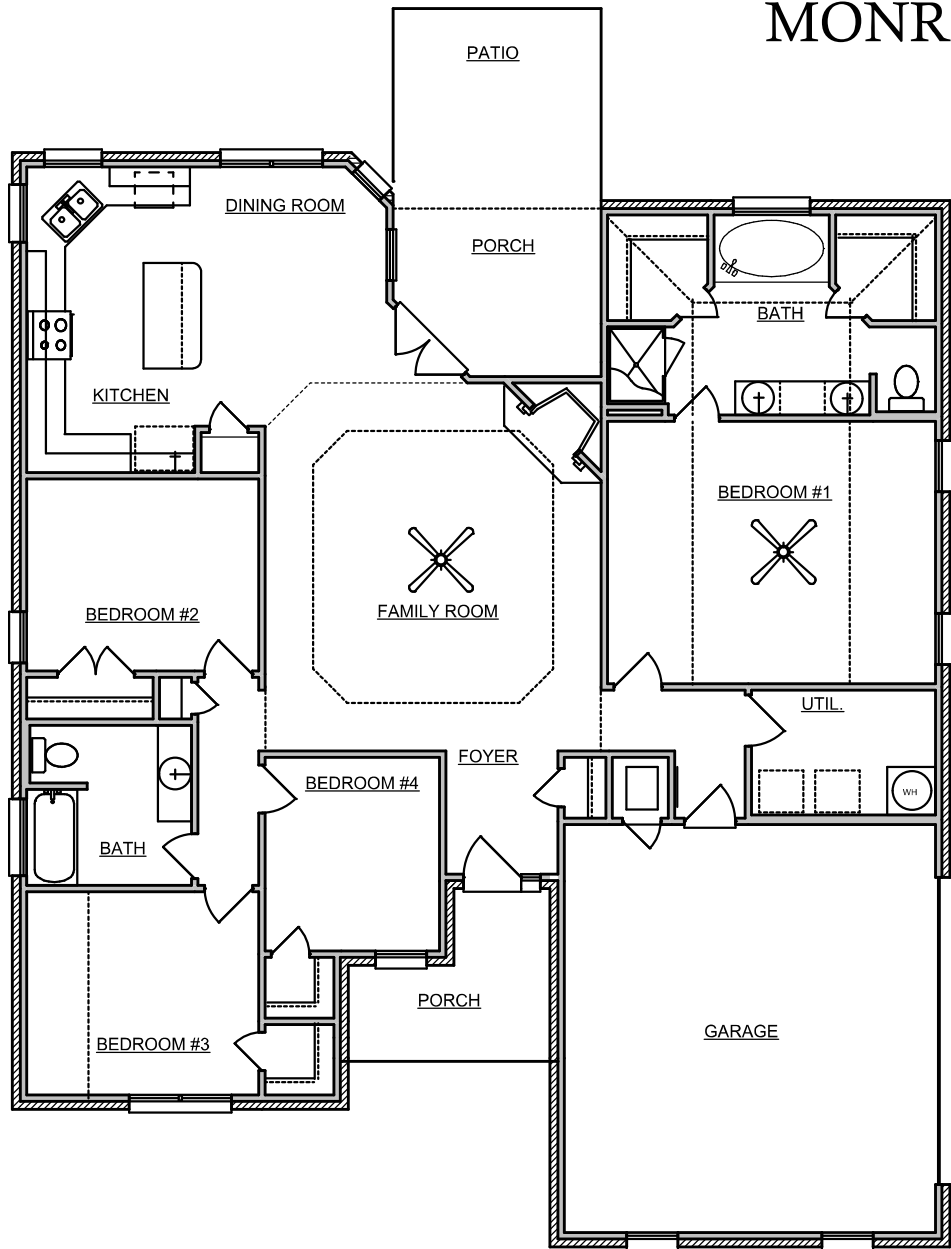 MONR
PATIO
DINING ROOM
PORCH
BATH
KITCHEN
BEDROOM #1
BEDROOM #2
FAMILY ROOM
UTIL.
FOYER
BEDROOM #4
WH
BATH
PORCH
GARAGE
BEDROOM #3